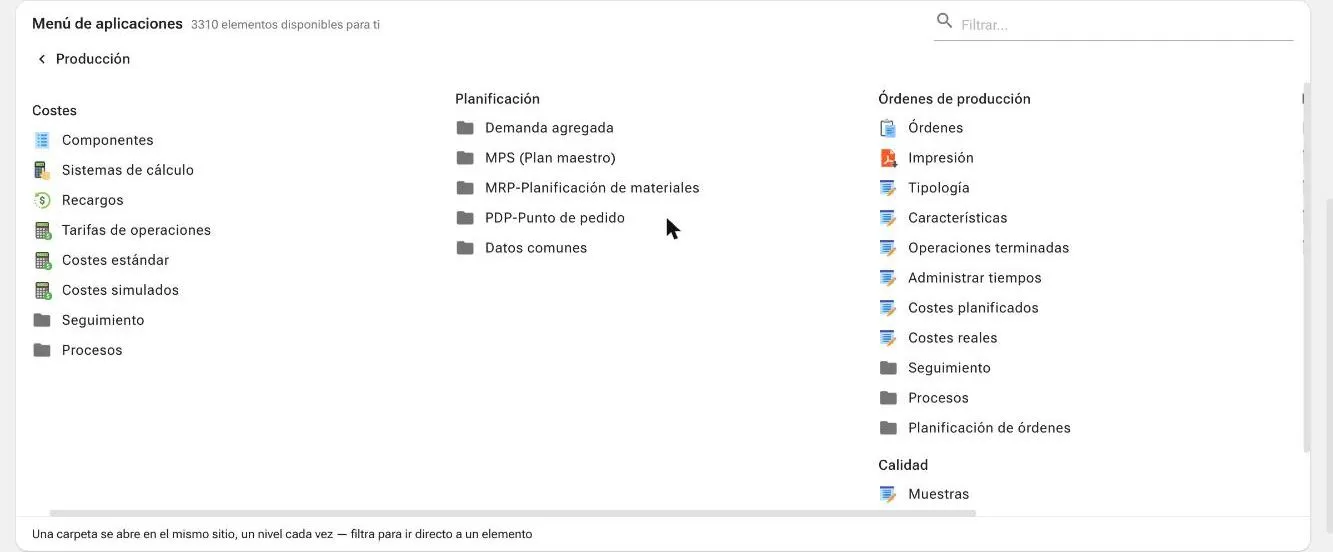 Menú de aplicaciones 3310 elementos disponibles para ti
Filtrar...
Producción
Costes
Componentes
Sistemas de cálculo
Recargos
Tarifas de operaciones
Costes estándar
Costes simulados
Seguimiento
Procesos
Planificación
Demanda agregada
MPS (Plan maestro)
MRP-Planificación de materiales
PDP-Punto de pedido
Datos comunes
Órdenes de producción
Órdenes
Impresión
Tipología
Características
Operaciones terminadas
Administrar tiempos
Costes planificados
Costes reales
Seguimiento
Procesos
Planificación de órdenes
Calidad
Muestras
Una carpeta se abre en el mismo sitio, un nivel cada vez — filtra para ir directo a un elemento